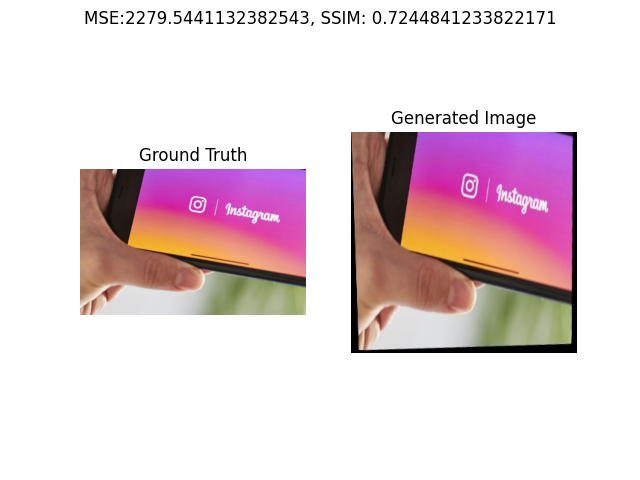 MSE:2279.5441132382543, SSIM: 0.7244841233822171
Ground Truth
Instagram
Generated Image
Instagram